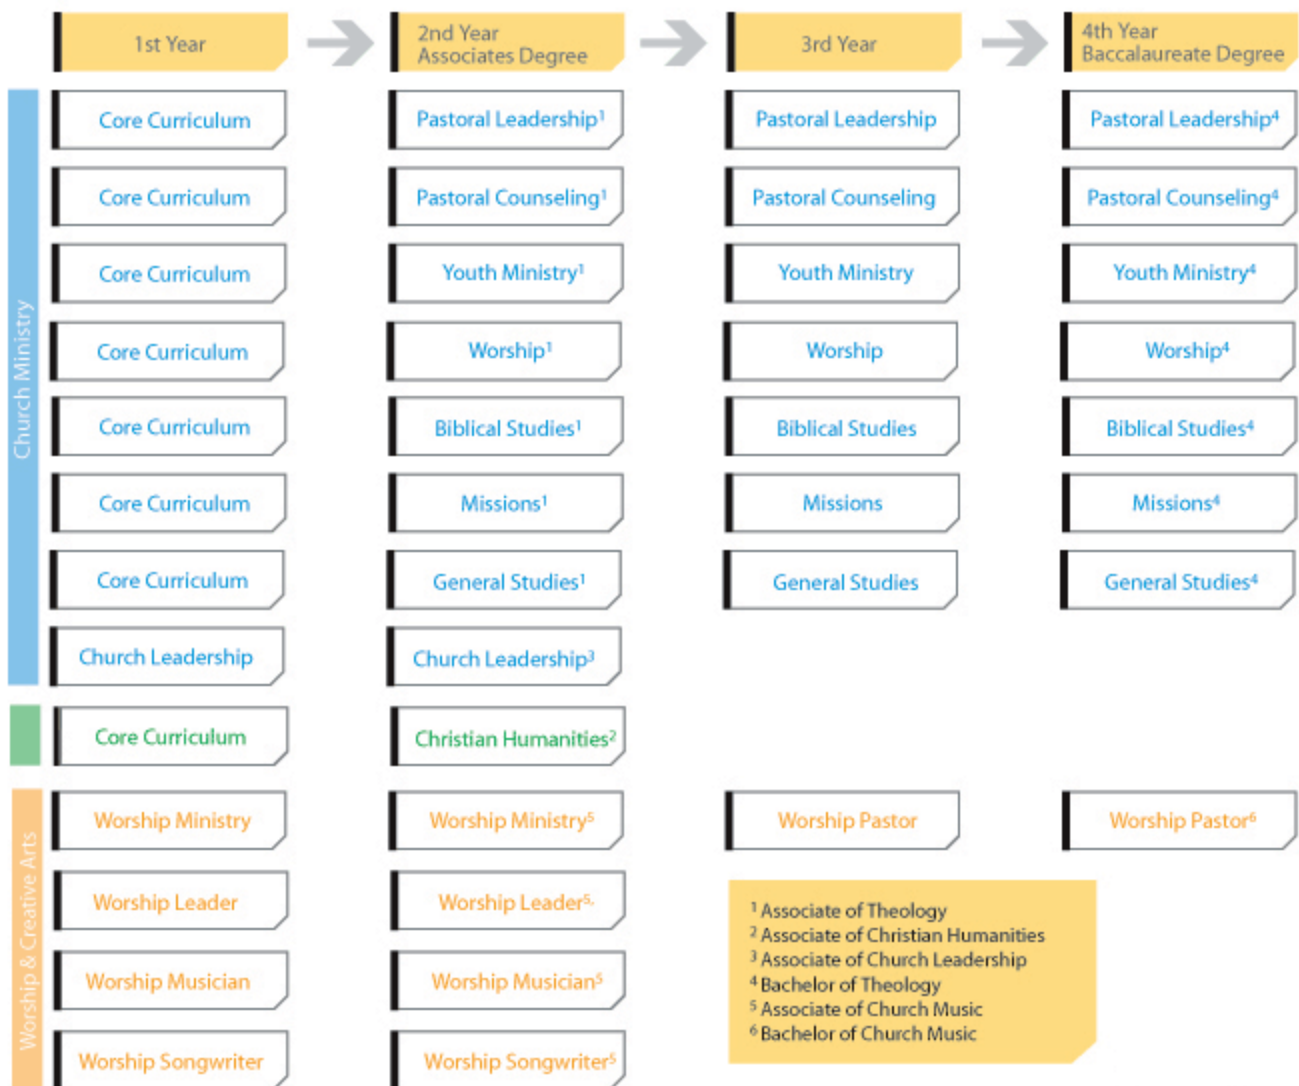 1st Year
2nd Year
Associates Degree
3rd Year
4th Year
Baccalaureate Degree
Church Ministry
Core Curriculum
Pastoral Leadership¹
Pastoral Leadership
Pastoral Leadership⁴
Core Curriculum
Pastoral Counseling¹
Pastoral Counseling
Pastoral Counseling⁴
Core Curriculum
Youth Ministry¹
Youth Ministry
Youth Ministry⁴
Core Curriculum
Worship¹
Worship
Worship⁴
Core Curriculum
Biblical Studies¹
Biblical Studies
Biblical Studies⁴
Core Curriculum
Missions¹
Missions
Missions⁴
Core Curriculum
General Studies¹
General Studies
General Studies⁴
Church Leadership
Church Leadership³
Core Curriculum
Christian Humanities²
Worship & Creative Arts
Worship Ministry
Worship Ministry⁵
Worship Pastor
Worship Pastor⁶
Worship Leader
Worship Leader⁵·
Worship Musician
Worship Musician⁵
Worship Songwriter
Worship Songwriter⁵
¹ Associate of Theology
² Associate of Christian Humanities
³ Associate of Church Leadership
⁴ Bachelor of Theology
⁵ Associate of Church Music
⁶ Bachelor of Church Music